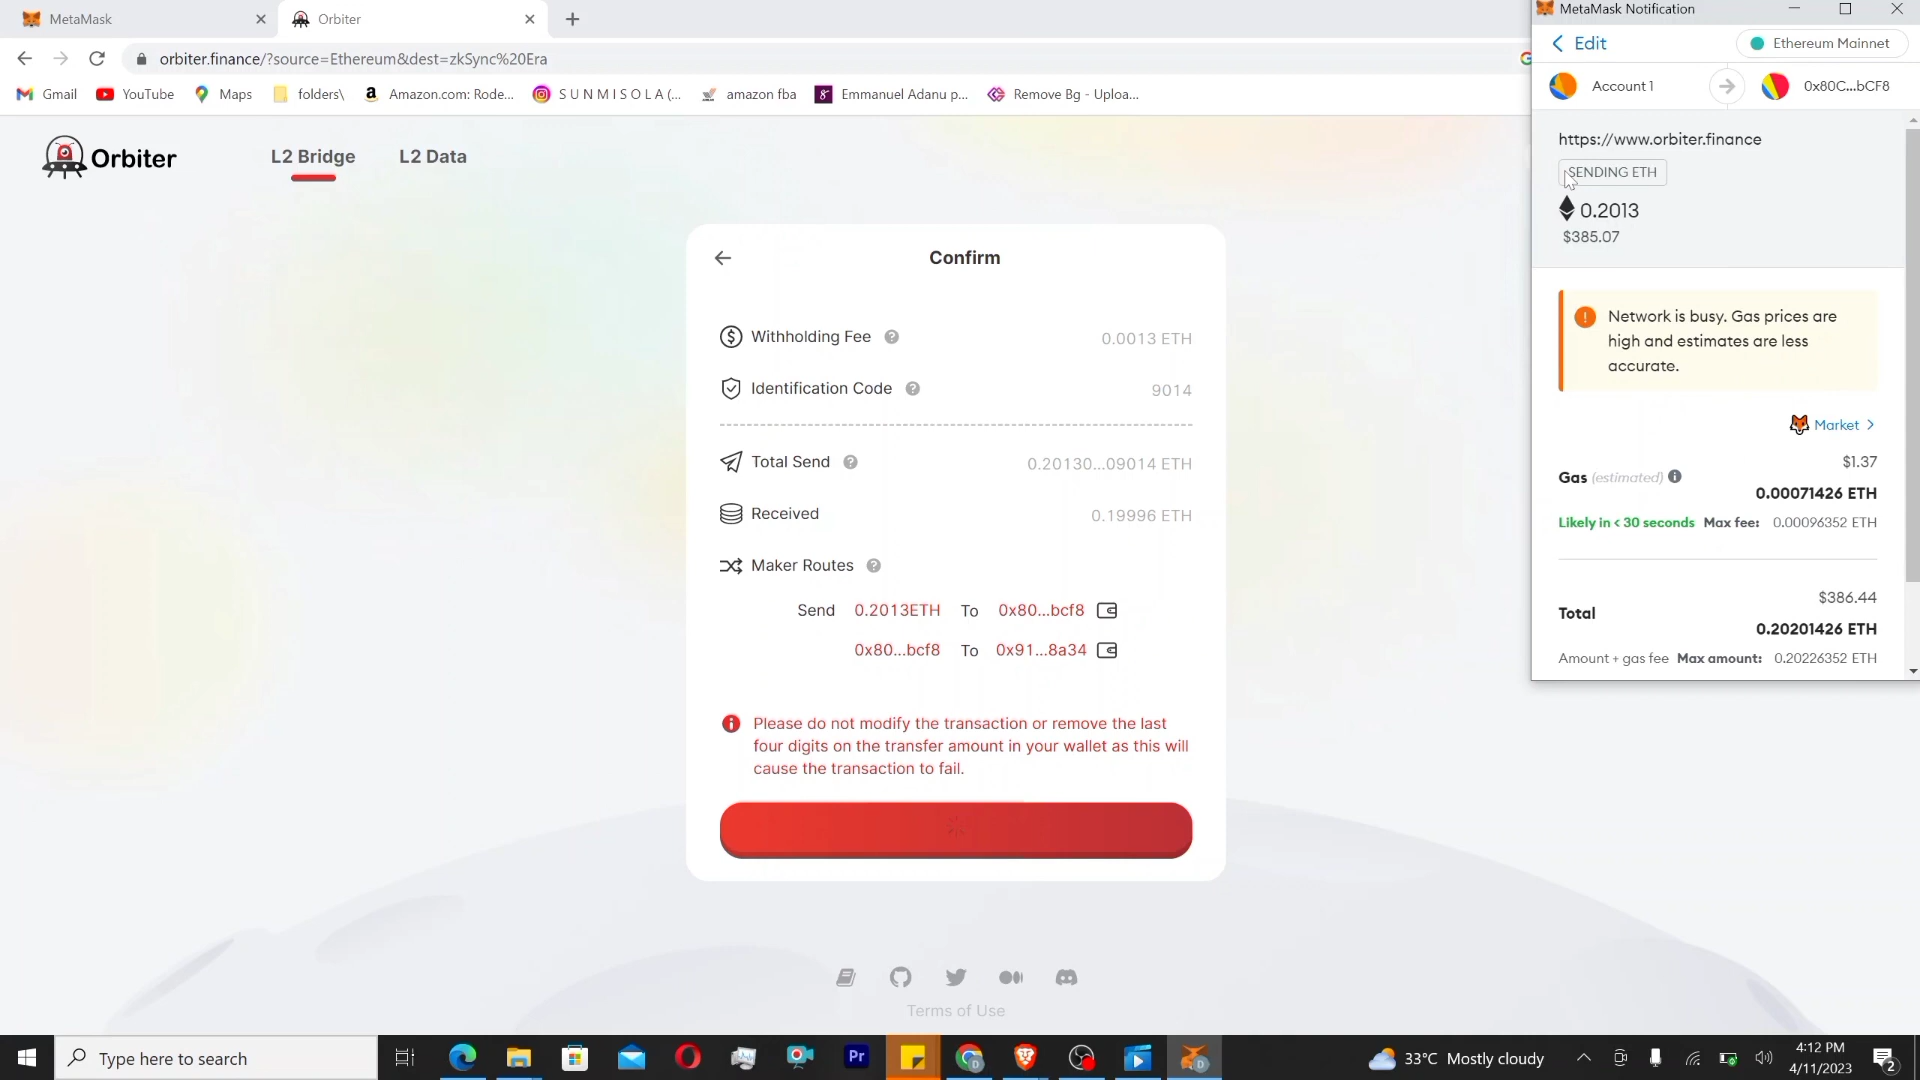 MetaMask
Orbiter
orbiter.finance/?source=Ethereum&dest=zkSync%20Era
Gmail
YouTube
Maps
folders\
Amazon.com: Rode...
S U N M I S O L A (...
amazon fba
Emmanuel Adanu p...
Remove Bg - Uploa...
Orbiter
L2 Bridge
L2 Data
Confirm
Withholding Fee
0.0013 ETH
Identification Code
9014
Total Send
0.20130...09014 ETH
Received
0.19996 ETH
Maker Routes
Send 0.2013ETH To 0x80...bcf8
0x80...bcf8 To 0x91...8a34
Please do not modify the transaction or remove the last
four digits on the transfer amount in your wallet as this will
cause the transaction to fail.
Terms of Use
MetaMask Notification
Edit
Ethereum Mainnet
Account 1
0x80C...bCF8
https://www.orbiter.finance
SENDING ETH
0.2013
$385.07
Network is busy. Gas prices are
high and estimates are less
accurate.
Market >
$1.37
Gas (estimated)
0.00071426 ETH
Likely in < 30 seconds Max fee: 0.00096352 ETH
$386.44
Total
0.20201426 ETH
Amount + gas fee Max amount: 0.20226352 ETH
Type here to search
33°C Mostly cloudy
4:12 PM
4/11/2023
2